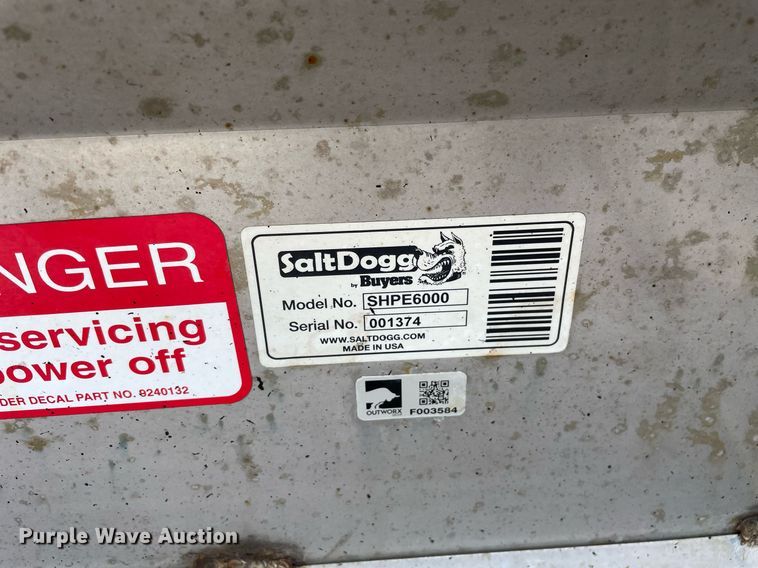 NGER
servicing
power off
DER DECAL PART NO. 9240132
SaltDogg
by Buyers
Model No. SHPE6000
Serial No. 001374
WWW.SALTDOGG.COM
MADE IN USA
OUTWORX
F003584
Purple Wave Auction